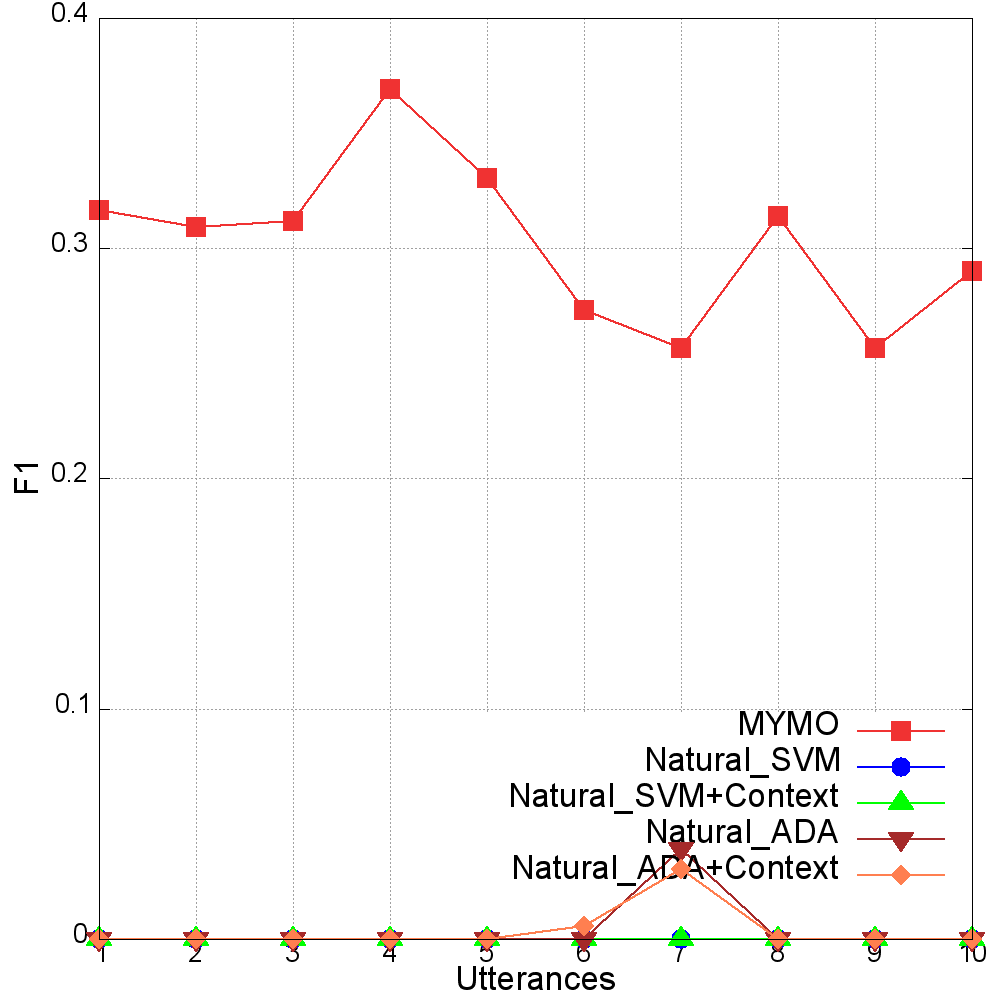 0.4
0.3
0.2
0.1
0
F1
MYMO
Natural_SVM
Natural_SVM+Context
Natural_ADA
Natural_ADA+Context
1 2 3 4 5 6 7 8 9 10
Utterances